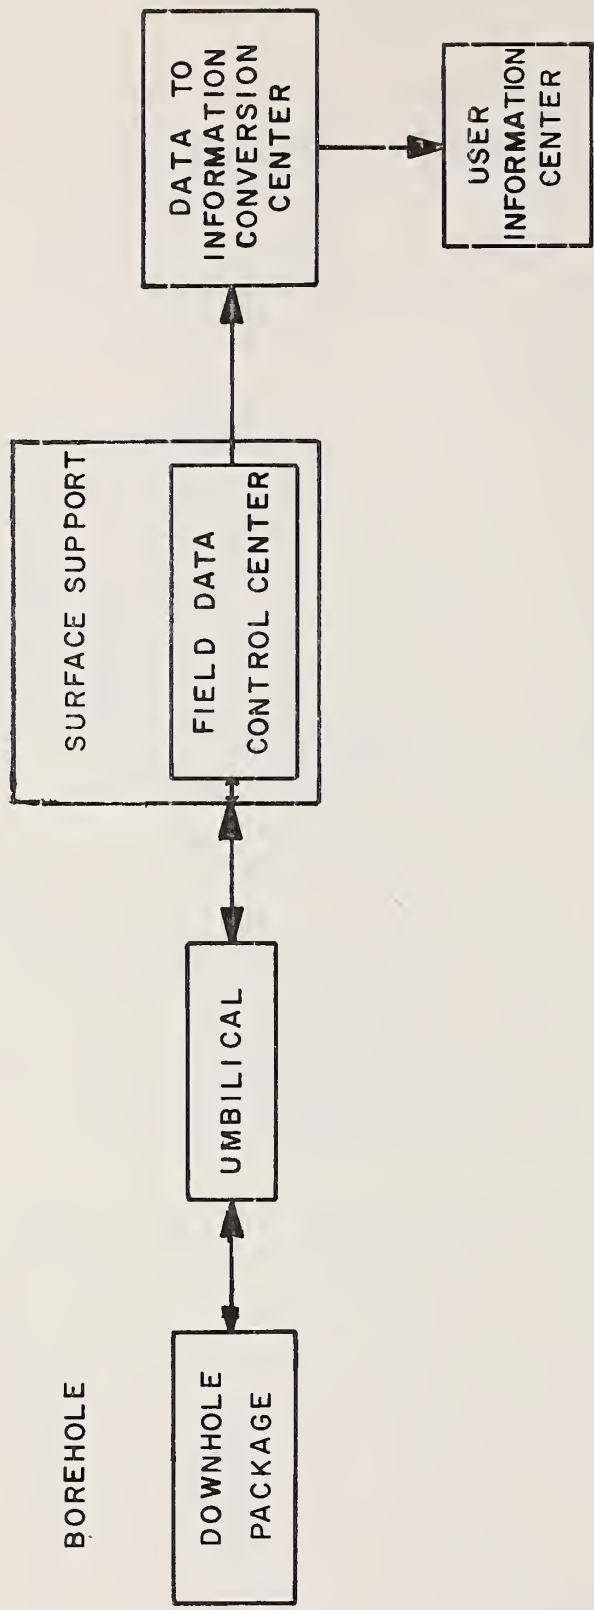 BOREHOLE
DOWNHOLE
PACKAGE
UMBILICAL
SURFACE SUPPORT
FIELD DATA
CONTROL CENTER
DATA TO
INFORMATION
CONVERSION
CENTER
USER
INFORMATION
CENTER